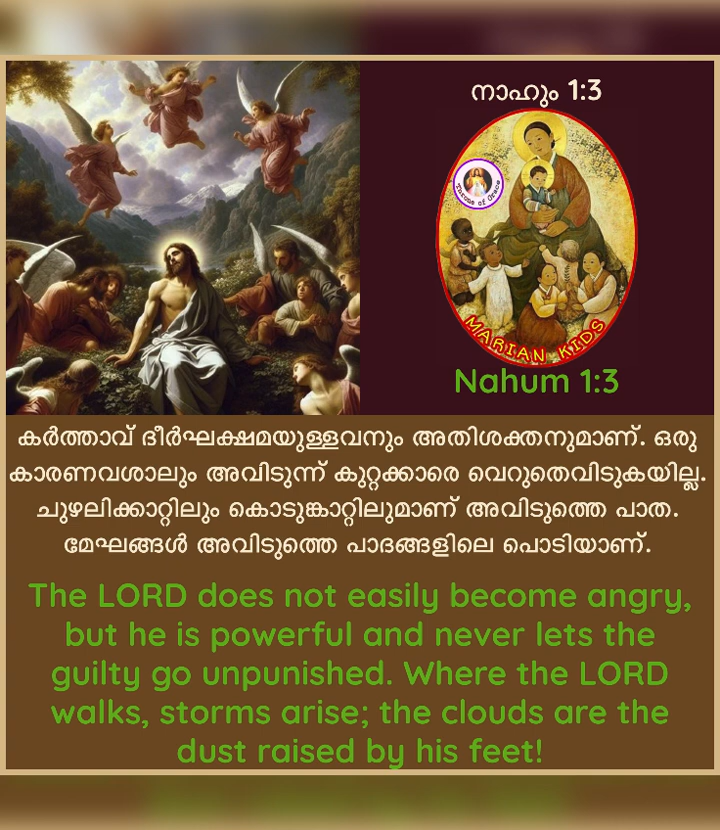 നാഹും 1:3
Throne of Grace
MARIAN KIDS
Nahum 1:3
കർത്താവ് ദീർഘക്ഷമയുള്ളവനും അതിശക്തനുമാണ്. ഒരു
കാരണവശാലും അവിടുന്ന് കുറ്റക്കാരെ വെറുതെവിടുകയില്ല.
ചുഴലിക്കാറ്റിലും കൊടുങ്കാറ്റിലുമാണ് അവിടുത്തെ പാത.
മേഘങ്ങൾ അവിടുത്തെ പാദങ്ങളിലെ പൊടിയാണ്.
The LORD does not easily become angry,
but he is powerful and never lets the
guilty go unpunished. Where the LORD
walks, storms arise; the clouds are the
dust raised by his feet!